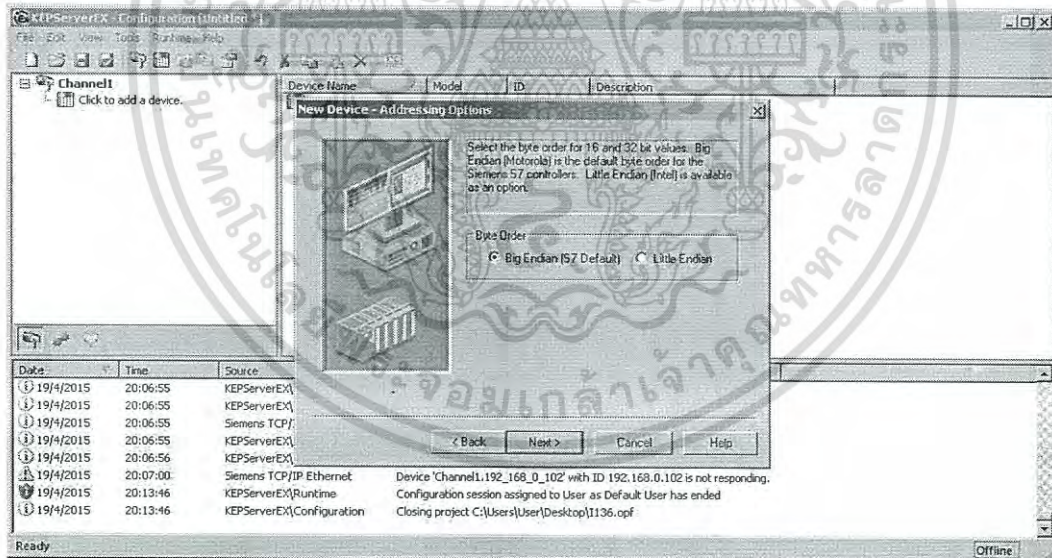 KEPServerEX - Configuration [Untitled *]
File Edit View Tools Runtime Help
Channel1
Click to add a device.
Device Name Model ID Description
New Device - Addressing Options
Select the byte order for 16 and 32 bit values. Big
Endian (Motorola) is the default byte order for the
Siemens S7 controllers. Little Endian (Intel) is available
as an option.
Byte Order
Big Endian (S7 Default) Little Endian
< Back Next > Cancel Help
Date Time Source
19/4/2015 20:06:55 KEPServerEX\
19/4/2015 20:06:55 KEPServerEX\
19/4/2015 20:06:55 Siemens TCP/
19/4/2015 20:06:55 KEPServerEX\
19/4/2015 20:06:56 KEPServerEX\
19/4/2015 20:07:00 Siemens TCP/IP Ethernet Device 'Channel1.192_168_0_102' with ID 192.168.0.102 is not responding.
19/4/2015 20:13:46 KEPServerEX\Runtime Configuration session assigned to User as Default User has ended
19/4/2015 20:13:46 KEPServerEX\Configuration Closing project C:\Users\User\Desktop\I136.opf
Ready Offline